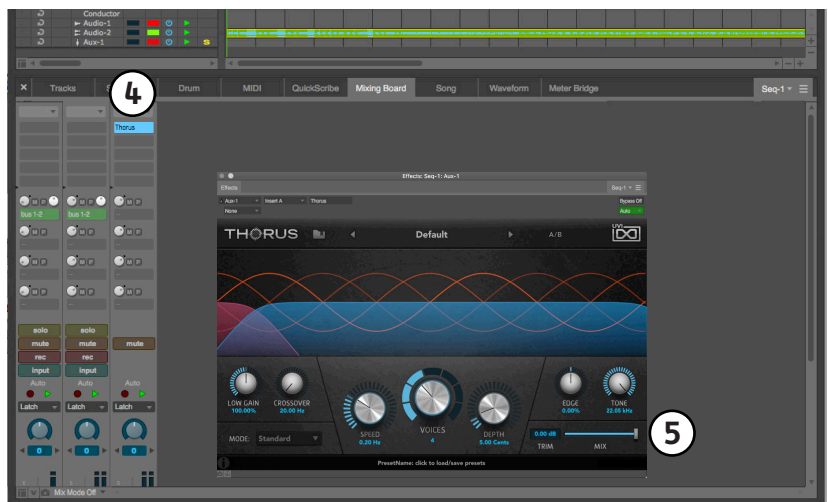 Conductor
Audio-1
Audio-2
Aux-1 S
Tracks S 4 Drum MIDI QuickScribe Mixing Board Song Waveform Meter Bridge Seq-1
Thorus
Effects: Seq-1: Aux-1
Effects Seq-1
Aux-1 Insert A Thorus Bypass Off
None Auto
M P M P M P
bus 1-2 bus 1-2
THORUS Default A/B UVI
M P M P M P
M P M P M P
M P M P M P
solo solo
mute mute mute
rec rec
input input
Auto Auto Auto
Latch Latch Latch
0 0 0
LOW GAIN CROSSOVER EDGE TONE
100.00% 20.00 Hz 0.00% 22.05 kHz
SPEED VOICES DEPTH
0.20 Hz 4 5.00 Cents
MODE: Standard 0.00 dB 5
TRIM MIX
PresetName: click to load/save presets
V Mix Mode Off